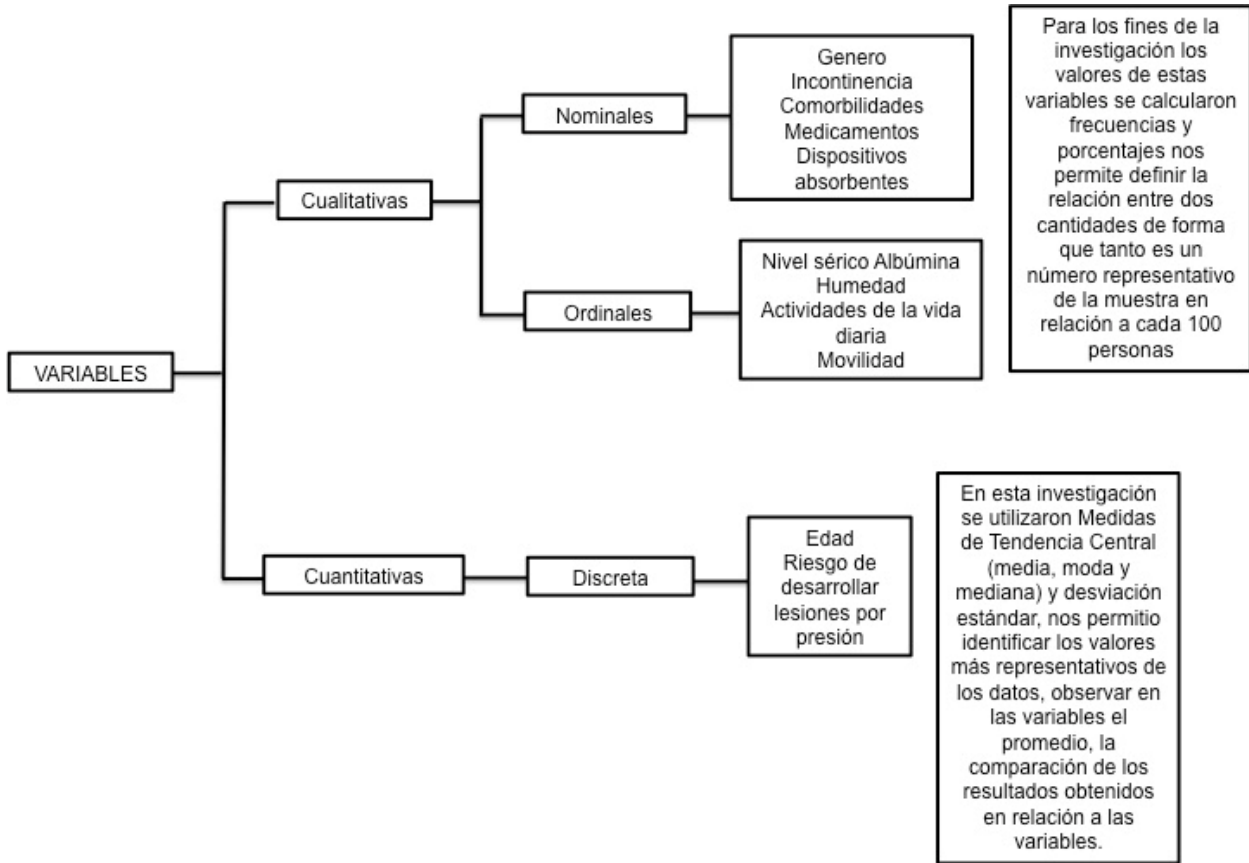 VARIABLES
Cualitativas
Nominales
Genero
Incontinencia
Comorbilidades
Medicamentos
Dispositivos
absorbentes
Ordinales
Nivel sérico Albúmina
Humedad
Actividades de la vida
diaria
Movilidad
Para los fines de la
investigación los
valores de estas
variables se calcularon
frecuencias y
porcentajes nos
permite definir la
relación entre dos
cantidades de forma
que tanto es un
número representativo
de la muestra en
relación a cada 100
personas
Cuantitativas
Discreta
Edad
Riesgo de
desarrollar
lesiones por
presión
En esta investigación
se utilizaron Medidas
de Tendencia Central
(media, moda y
mediana) y desviación
estándar, nos permitio
identificar los valores
más representativos de
los datos, observar en
las variables el
promedio, la
comparación de los
resultados obtenidos
en relación a las
variables.